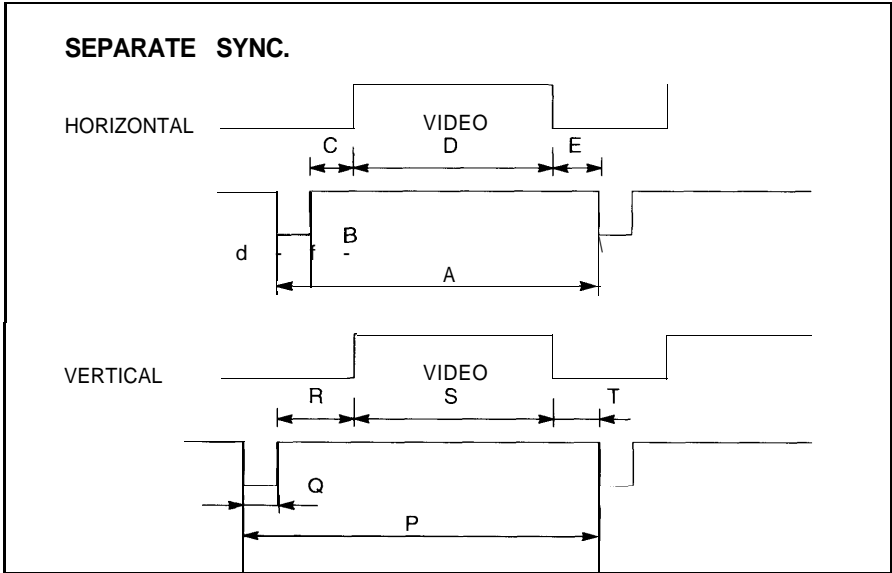 SEPARATE SYNC.
HORIZONTAL
VIDEO
C D E
B
d - f -
A
VERTICAL
VIDEO
R S T
Q
P